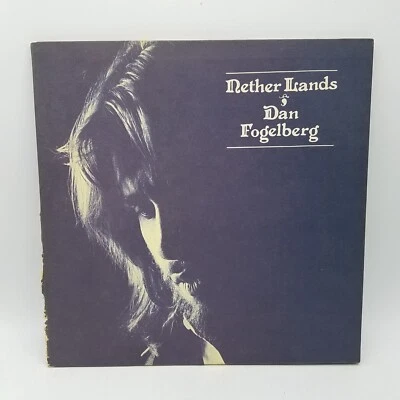 Nether Lands
Dan
Fogelberg